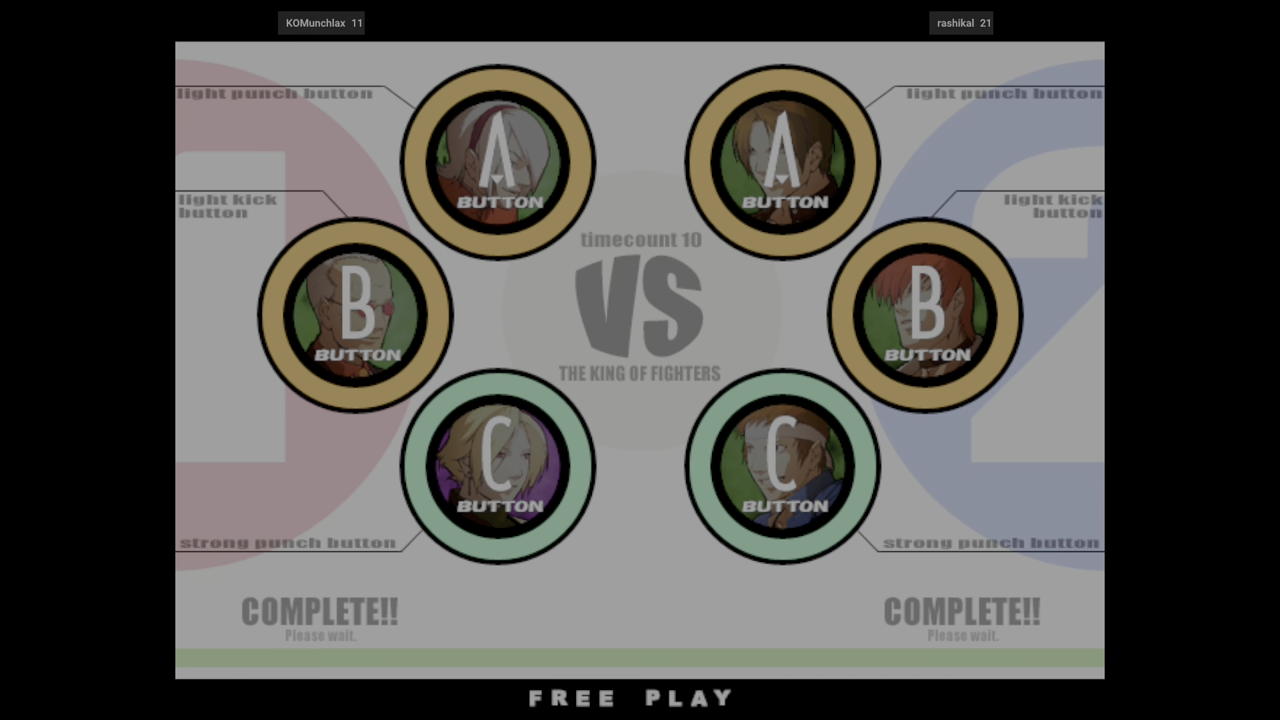 KOMunchlax 11
rashikal 21
light punch button
light punch button
A
BUTTON
A
BUTTON
light kick
button
light kick
button
timecount 10
VS
THE KING OF FIGHTERS
B
BUTTON
B
BUTTON
C
BUTTON
C
BUTTON
strong punch button
strong punch button
COMPLETE!!
Please wait.
COMPLETE!!
Please wait.
FREE PLAY
1
2